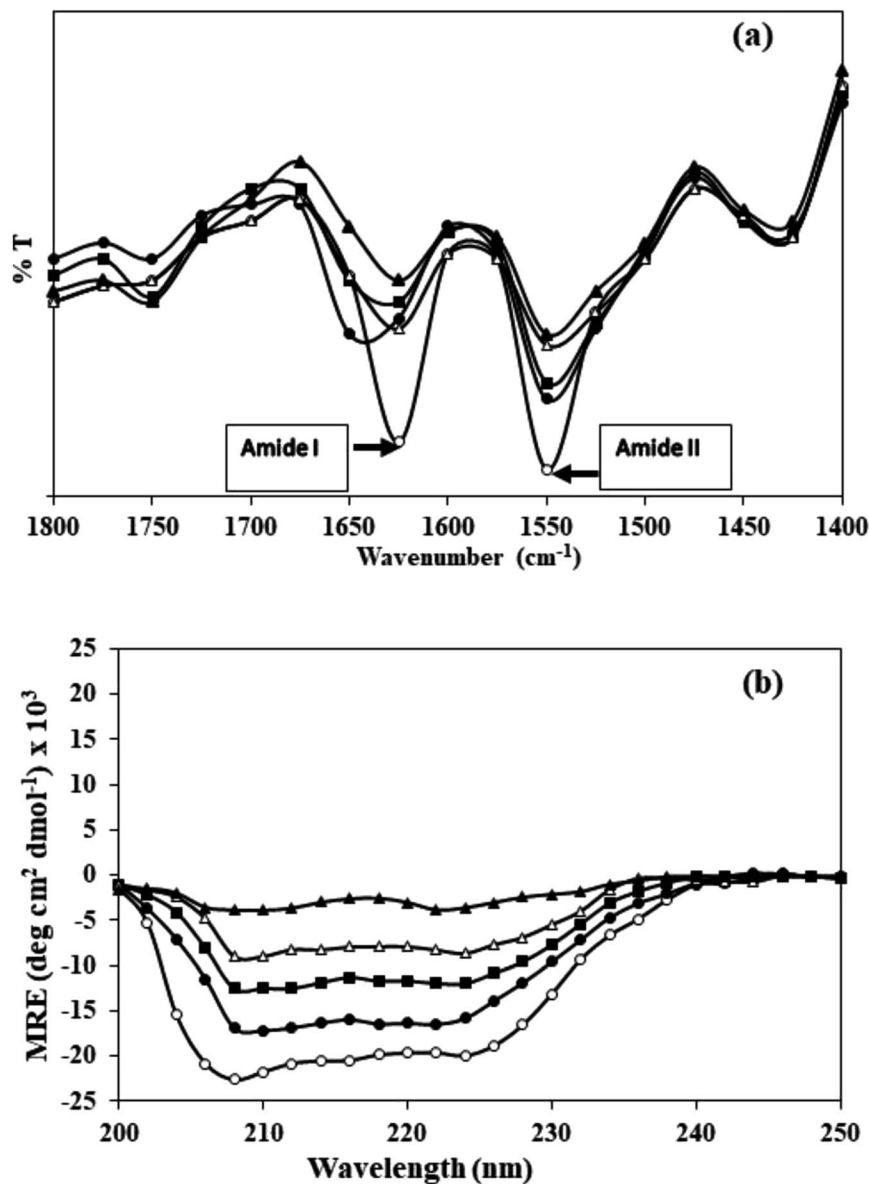 (a)
% T
Amide I
Amide II
1800 1750 1700 1650 1600 1550 1500 1450 1400
Wavenumber (cm⁻¹)
(b)
25
20
15
10
5
0
-5
-10
-15
-20
-25
MRE (deg cm² dmol⁻¹) x 10³
200 210 220 230 240 250
Wavelength (nm)